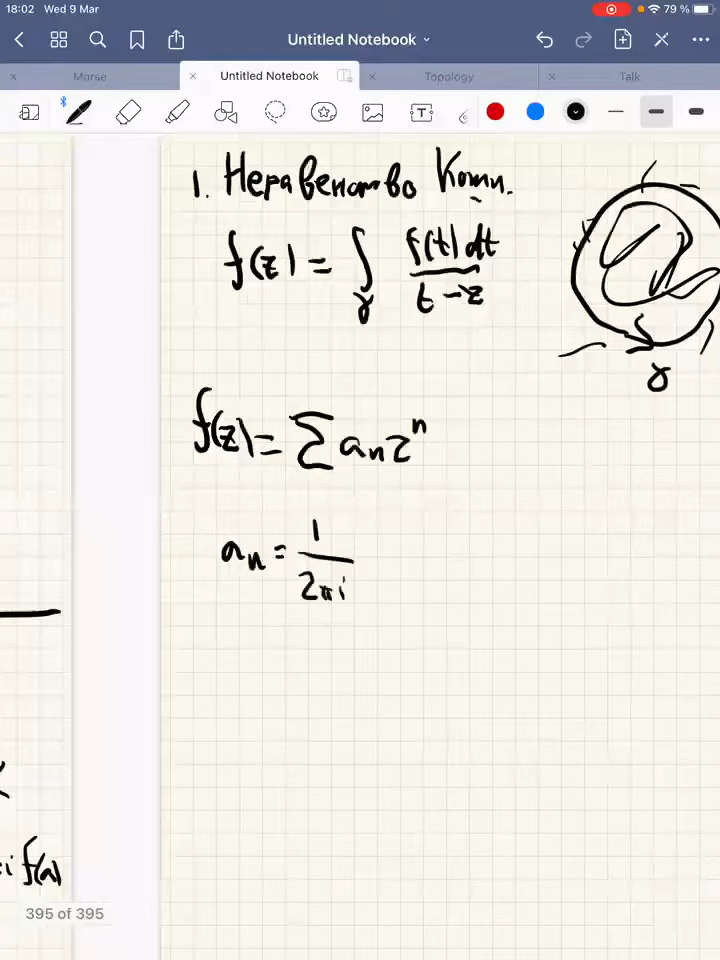 18:02 Wed 9 Mar
79 %
Untitled Notebook
Morse
Untitled Notebook
Topology
Talk
1. Неравенство Коши.
f(z) = ∫_γ f(t)dt / (t - z)
γ
f(z) = ∑ aₙzⁿ
aₙ = 1 / 2πi
f(a)
395 of 395